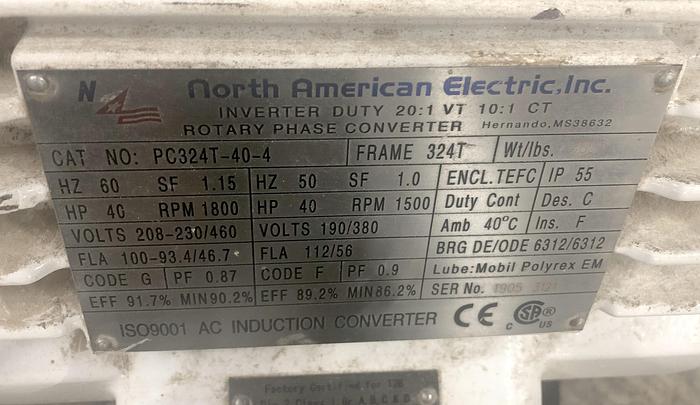 NAE North American Electric, Inc.
INVERTER DUTY 20:1 VT 10:1 CT
ROTARY PHASE CONVERTER Hernando, MS38632
CAT NO: PC324T-40-4 FRAME 324T Wt/lbs.
HZ 60 SF 1.15 HZ 50 SF 1.0 ENCL. TEFC IP 55
HP 40 RPM 1800 HP 40 RPM 1500 Duty Cont Des. C
VOLTS 208-230/460 VOLTS 190/380 Amb 40°C Ins. F
FLA 100-93.4/46.7 FLA 112/56 BRG DE/ODE 6312/6312
CODE G PF 0.87 CODE F PF 0.9 Lube:Mobil Polyrex EM
EFF 91.7% MIN90.2% EFF 89.2% MIN86.2% SER No. 1905
ISO9001 AC INDUCTION CONVERTER CE C SA® US
Factory Certified for